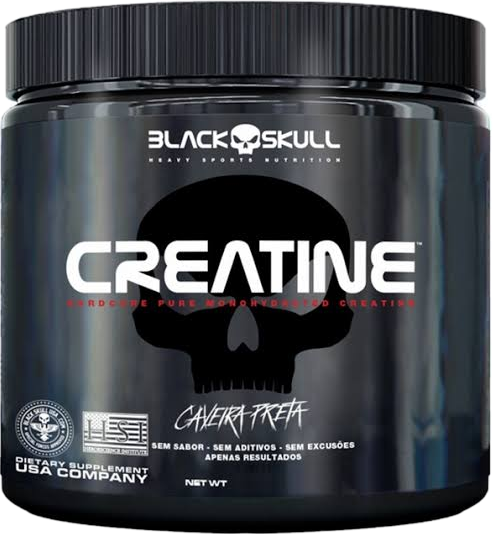 BLACK SKULL
HEAVY SPORTS NUTRITION
CREATINE™
HARDCORE PURE MONOHYDRATED CREATINE
CAVEIRA PRETA
SEM SABOR - SEM ADITIVOS - SEM EXCUSÕES
APENAS RESULTADOS
DIETARY SUPPLEMENT
USA COMPANY
NET WT